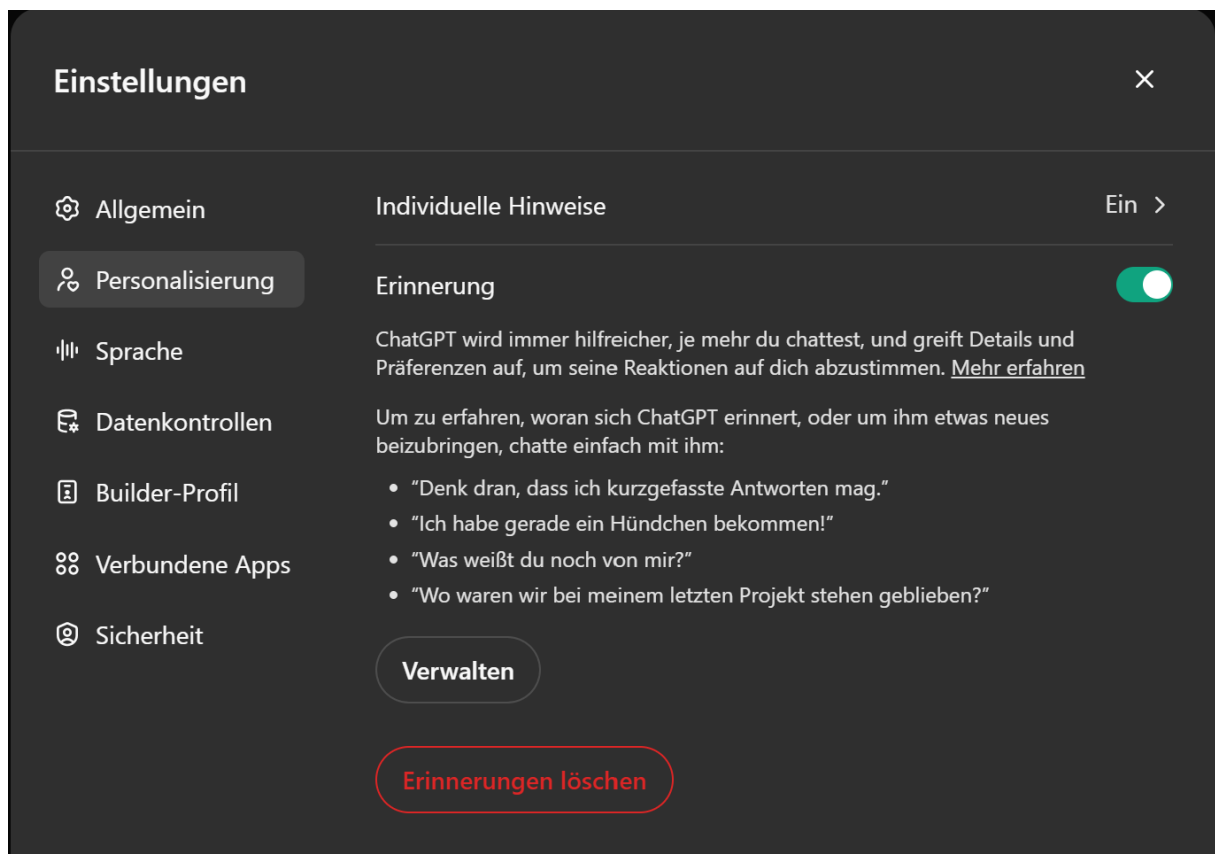 Einstellungen
Allgemein
Personalisierung
Sprache
Datenkontrollen
Builder-Profil
Verbundene Apps
Sicherheit
Individuelle Hinweise
Ein
Erinnerung
ChatGPT wird immer hilfreicher, je mehr du chattest, und greift Details und
Präferenzen auf, um seine Reaktionen auf dich abzustimmen. Mehr erfahren
Um zu erfahren, woran sich ChatGPT erinnert, oder um ihm etwas neues
beizubringen, chatte einfach mit ihm:
• “Denk dran, dass ich kurzgefasste Antworten mag.”
• “Ich habe gerade ein Hündchen bekommen!”
• “Was weißt du noch von mir?”
• “Wo waren wir bei meinem letzten Projekt stehen geblieben?”
Verwalten
Erinnerungen löschen